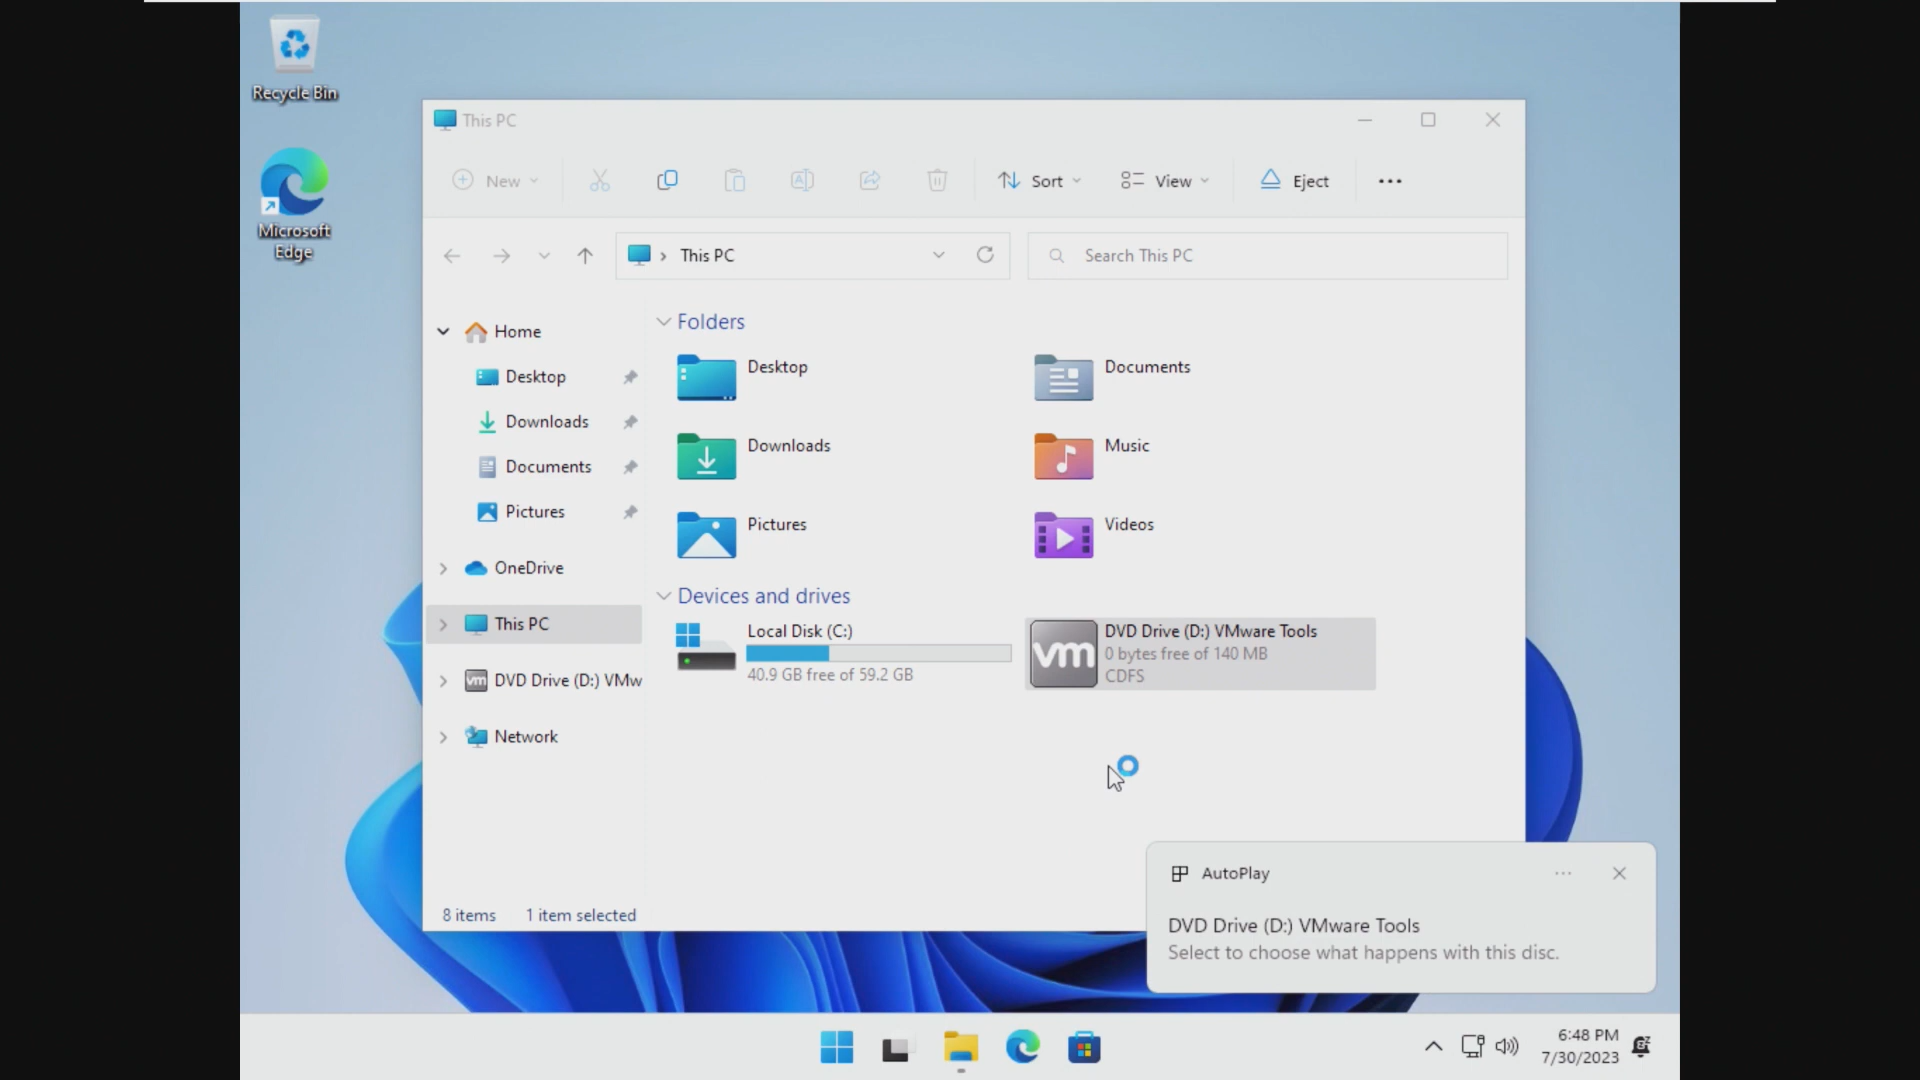 Recycle Bin
Microsoft
Edge
This PC
New
Sort
View
Eject
This PC
Search This PC
Home
Desktop
Downloads
Documents
Pictures
OneDrive
This PC
DVD Drive (D:) VMw
Network
Folders
Desktop
Documents
Downloads
Music
Pictures
Videos
Devices and drives
Local Disk (C:)
40.9 GB free of 59.2 GB
vm
DVD Drive (D:) VMware Tools
0 bytes free of 140 MB
CDFS
8 items
1 item selected
AutoPlay
DVD Drive (D:) VMware Tools
Select to choose what happens with this disc.
6:48 PM
7/30/2023